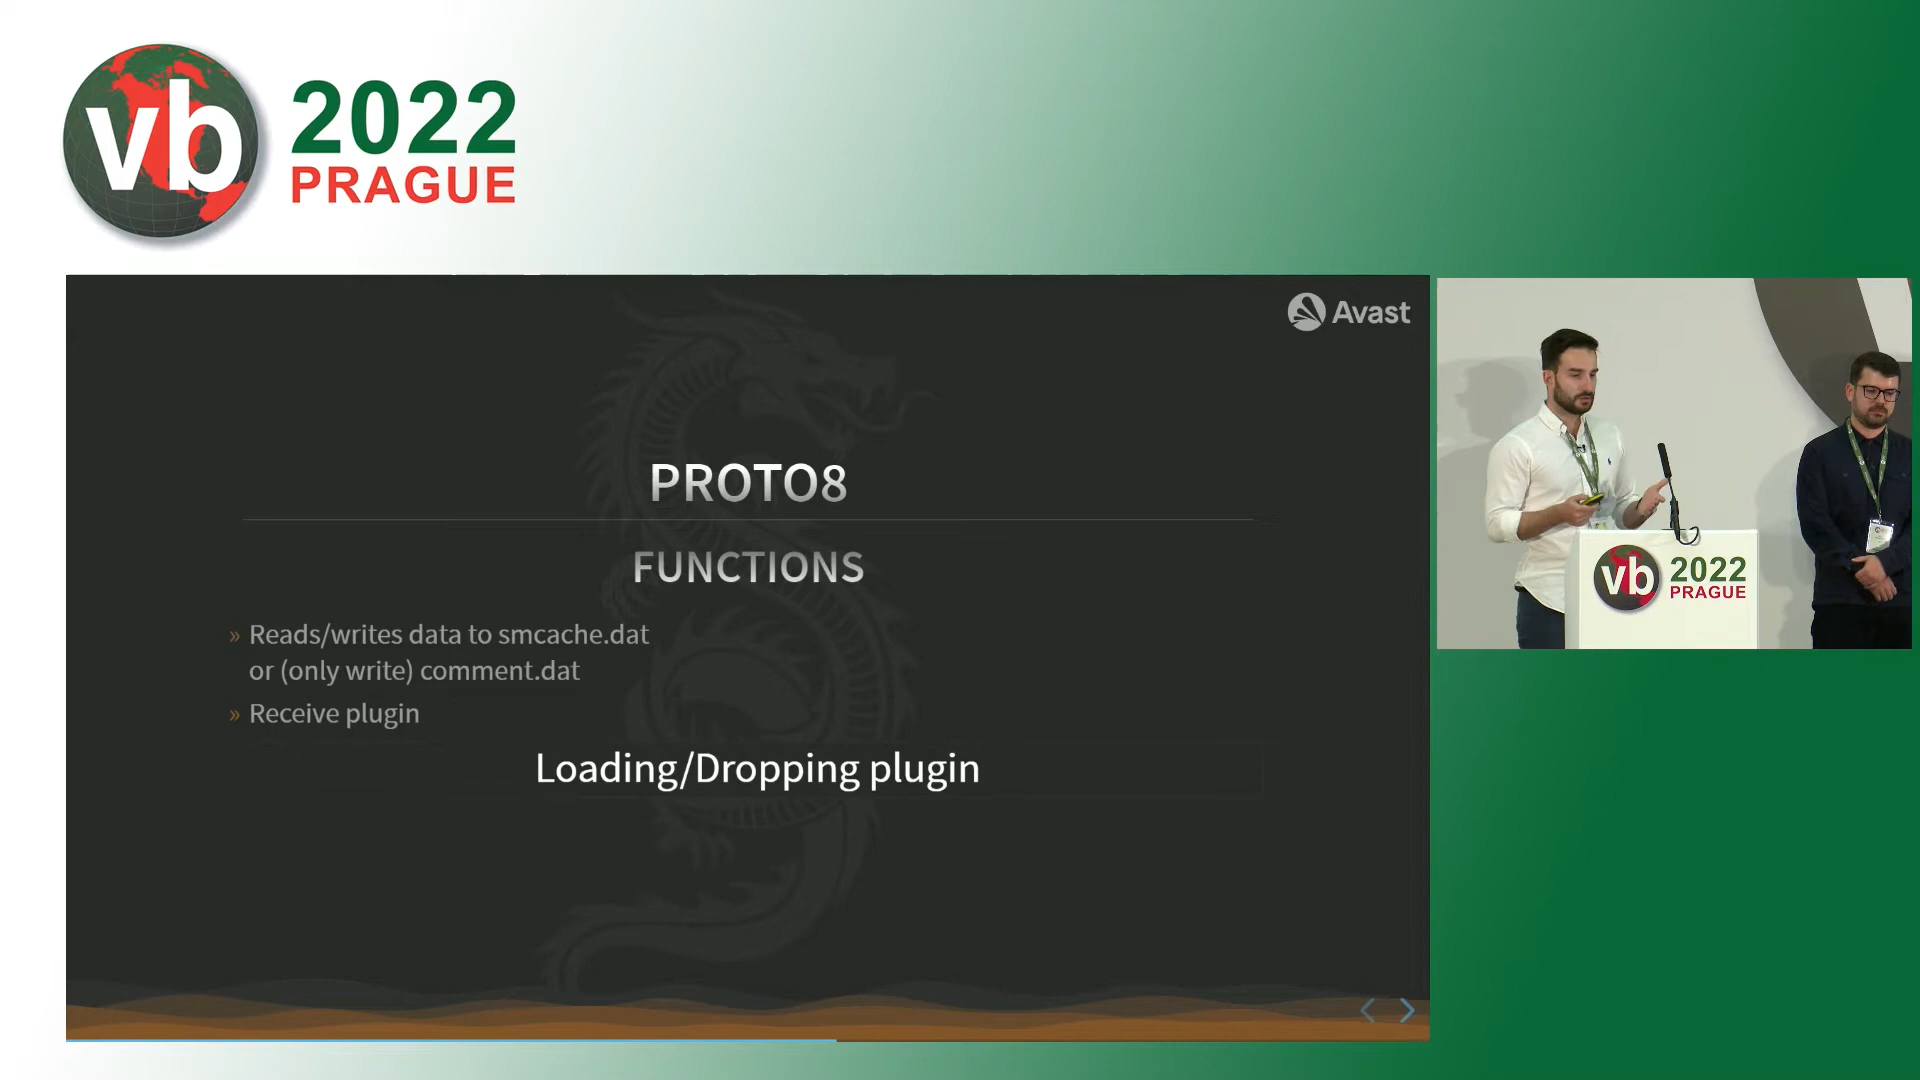 vb 2022
PRAGUE
Avast
PROTO8
FUNCTIONS
» Reads/writes data to smcache.dat
or (only write) comment.dat
» Receive plugin
Loading/Dropping plugin
vb 2022
PRAGUE